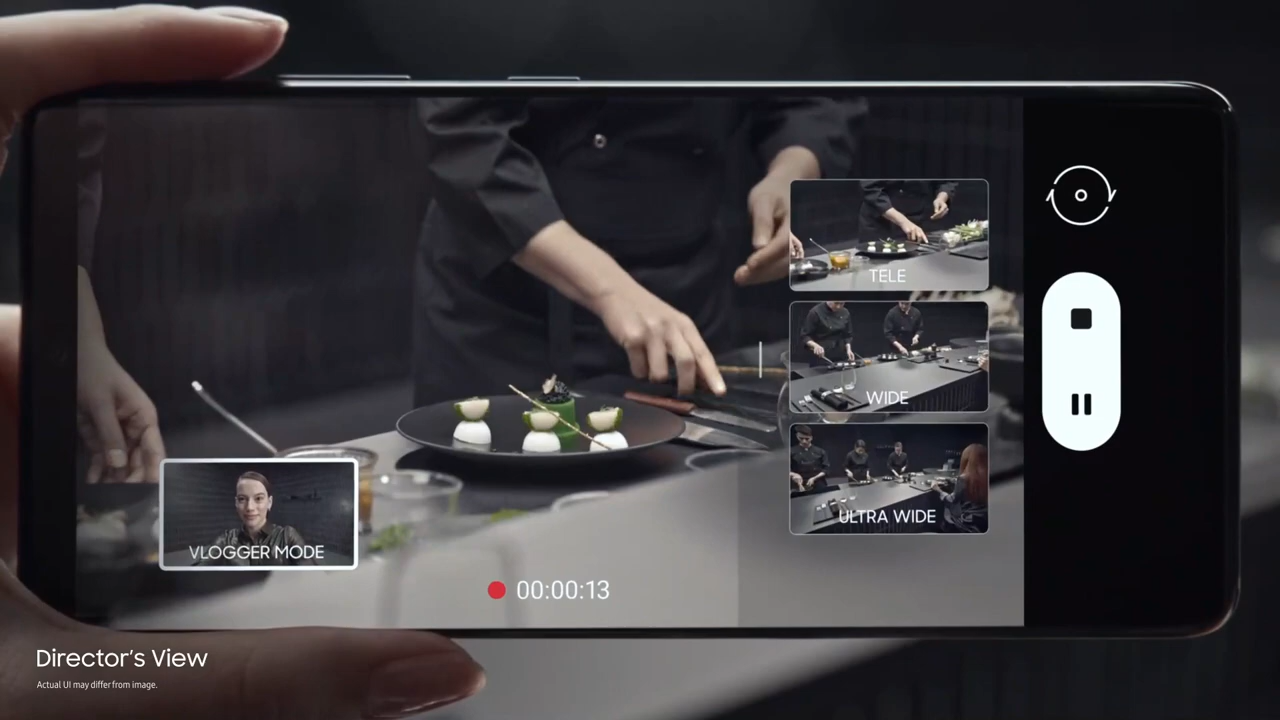 TELE
WIDE
ULTRA WIDE
VLOGGER MODE
00:00:13
Director's View
Actual UI may differ from image.